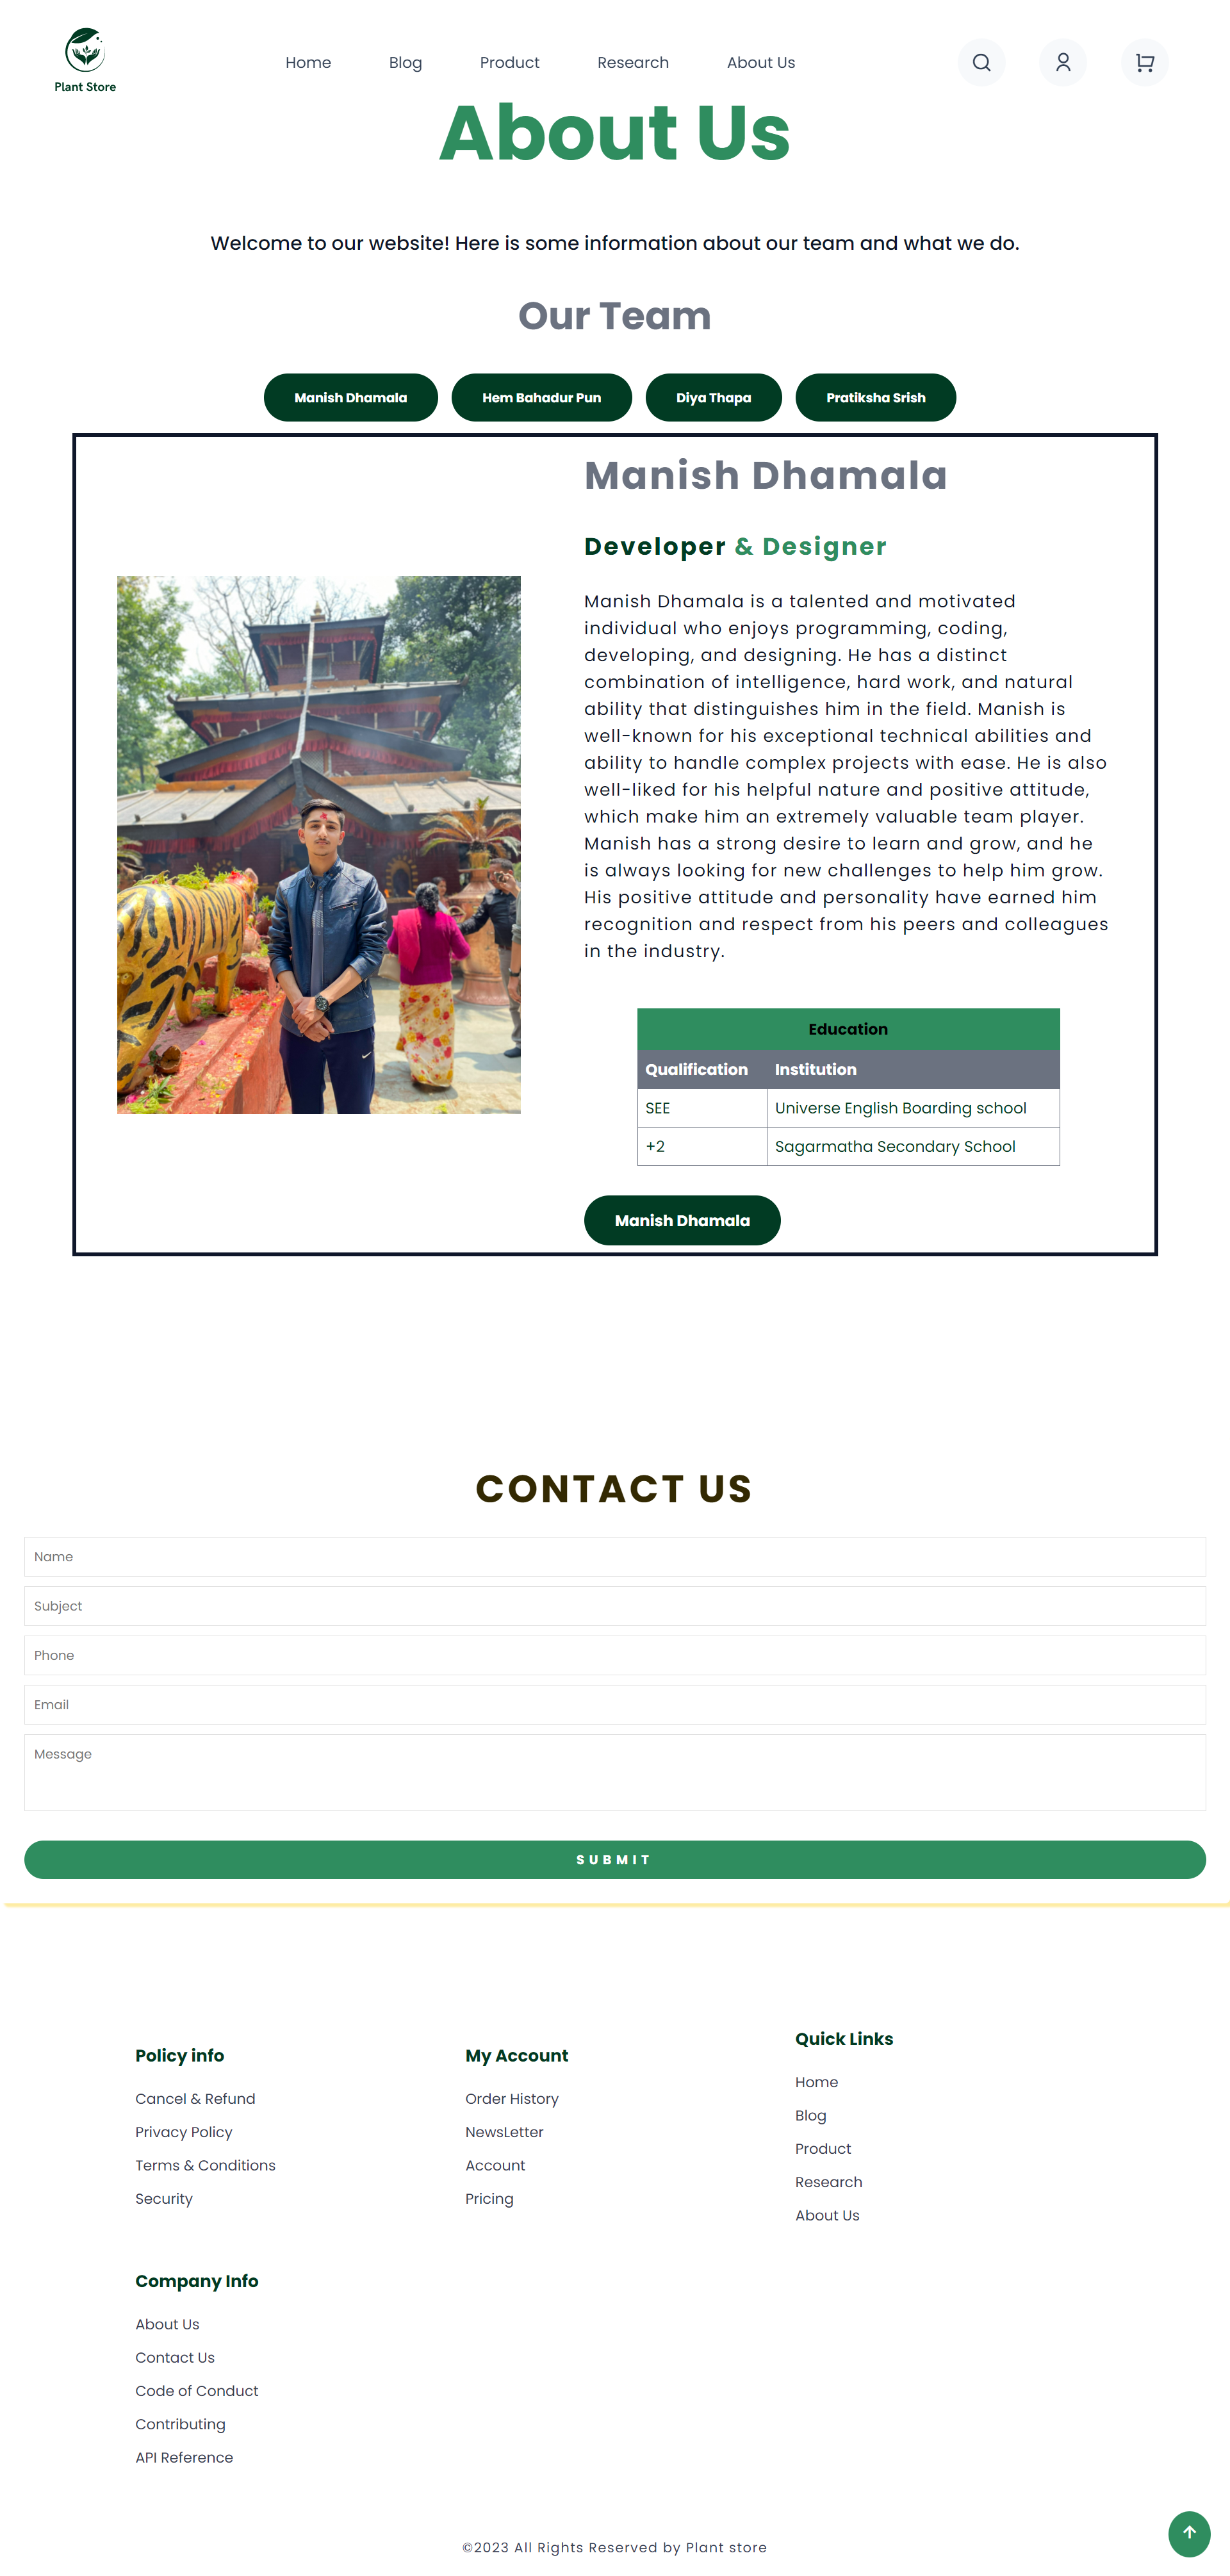 Plant Store
Home Blog Product Research About Us
About Us
Welcome to our website! Here is some information about our team and what we do.
Our Team
Manish Dhamala Hem Bahadur Pun Diya Thapa Pratiksha Srish
Manish Dhamala
Developer & Designer
Manish Dhamala is a talented and motivated
individual who enjoys programming, coding,
developing, and designing. He has a distinct
combination of intelligence, hard work, and natural
ability that distinguishes him in the field. Manish is
well-known for his exceptional technical abilities and
ability to handle complex projects with ease. He is also
well-liked for his helpful nature and positive attitude,
which make him an extremely valuable team player.
Manish has a strong desire to learn and grow, and he
is always looking for new challenges to help him grow.
His positive attitude and personality have earned him
recognition and respect from his peers and colleagues
in the industry.
Education
Qualification Institution
SEE Universe English Boarding school
+2 Sagarmatha Secondary School
Manish Dhamala
CONTACT US
Name
Subject
Phone
Email
Message
SUBMIT
Policy info
Cancel & Refund
Privacy Policy
Terms & Conditions
Security
My Account
Order History
NewsLetter
Account
Pricing
Quick Links
Home
Blog
Product
Research
About Us
Company Info
About Us
Contact Us
Code of Conduct
Contributing
API Reference
©2023 All Rights Reserved by Plant store